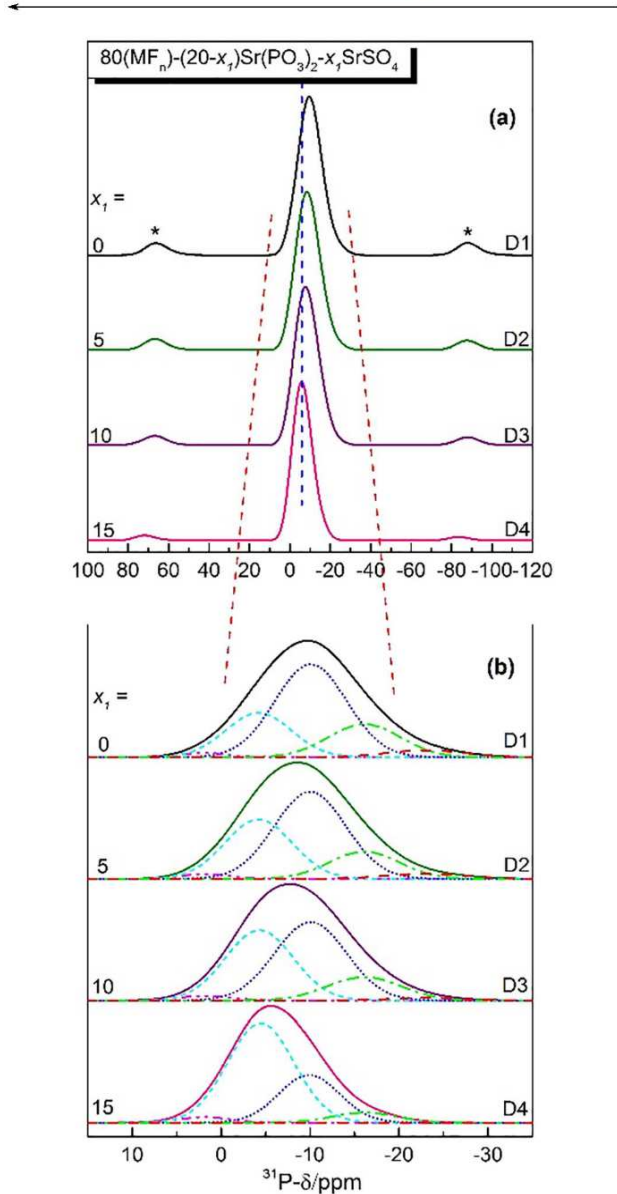 80(MFₙ)-(20-x₁)Sr(PO₃)₂-x₁SrSO₄
(a)
x₁ =
* *
0 D1
5 D2
10 D3
15 D4
100 80 60 40 20 0 -20 -40 -60 -80 -100 -120
(b)
x₁ =
0 D1
5 D2
10 D3
15 D4
10 0 -10 -20 -30
³¹P-δ/ppm